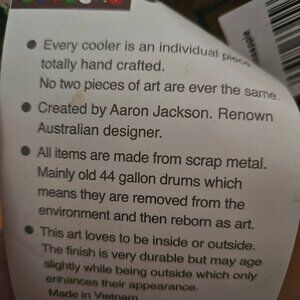 • Every cooler is an individual piece
totally hand crafted.
No two pieces of art are ever the same.
• Created by Aaron Jackson. Renown
Australian designer.
• All items are made from scrap metal.
Mainly old 44 gallon drums which
means they are removed from the
environment and then reborn as art.
• This art loves to be inside or outside.
The finish is very durable but may age
slightly while being outside which only
enhances their appearance.
Made in Vietnam